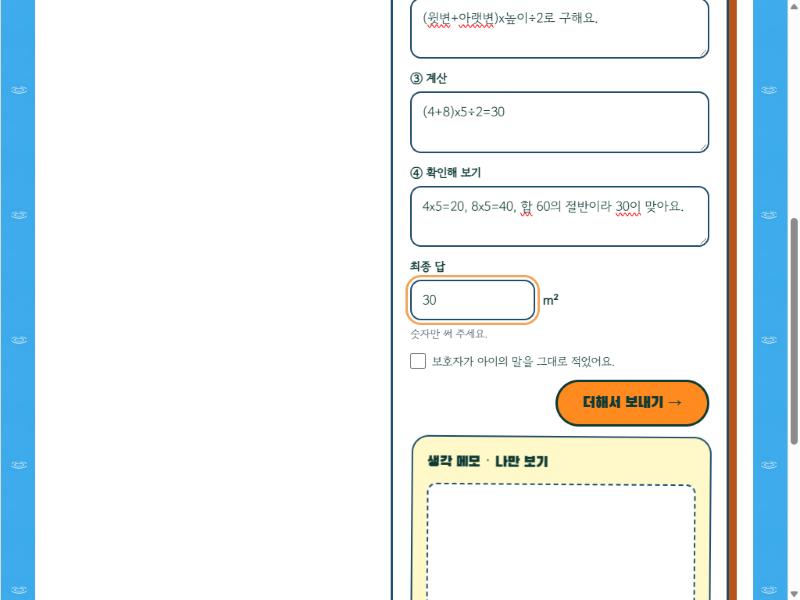 (윗변+아랫변)x높이÷2로 구해요.
③ 계산
(4+8)x5÷2=30
④ 확인해 보기
4x5=20, 8x5=40, 합 60의 절반이라 30이 맞아요.
최종 답
30 m²
숫자만 써 주세요.
보호자가 아이의 말을 그대로 적었어요.
더해서 보내기 →
생각 메모 · 나만 보기